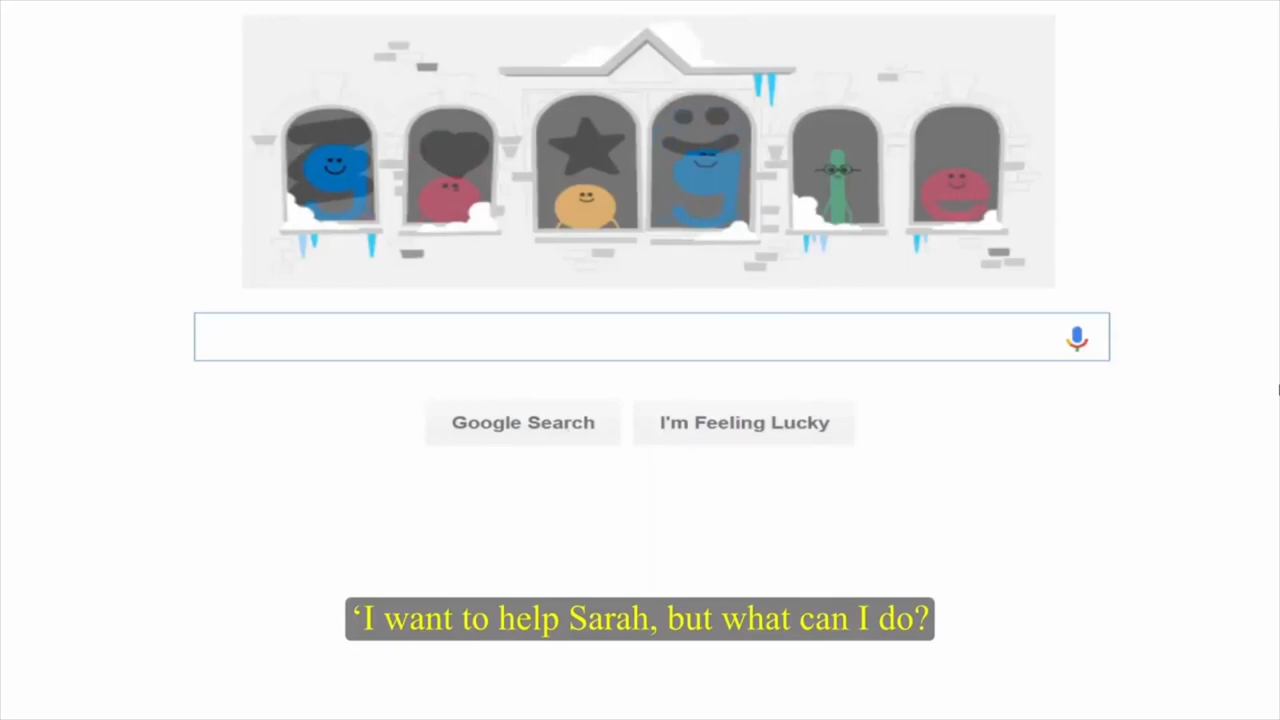 Google Search
I'm Feeling Lucky
‘I want to help Sarah, but what can I do?